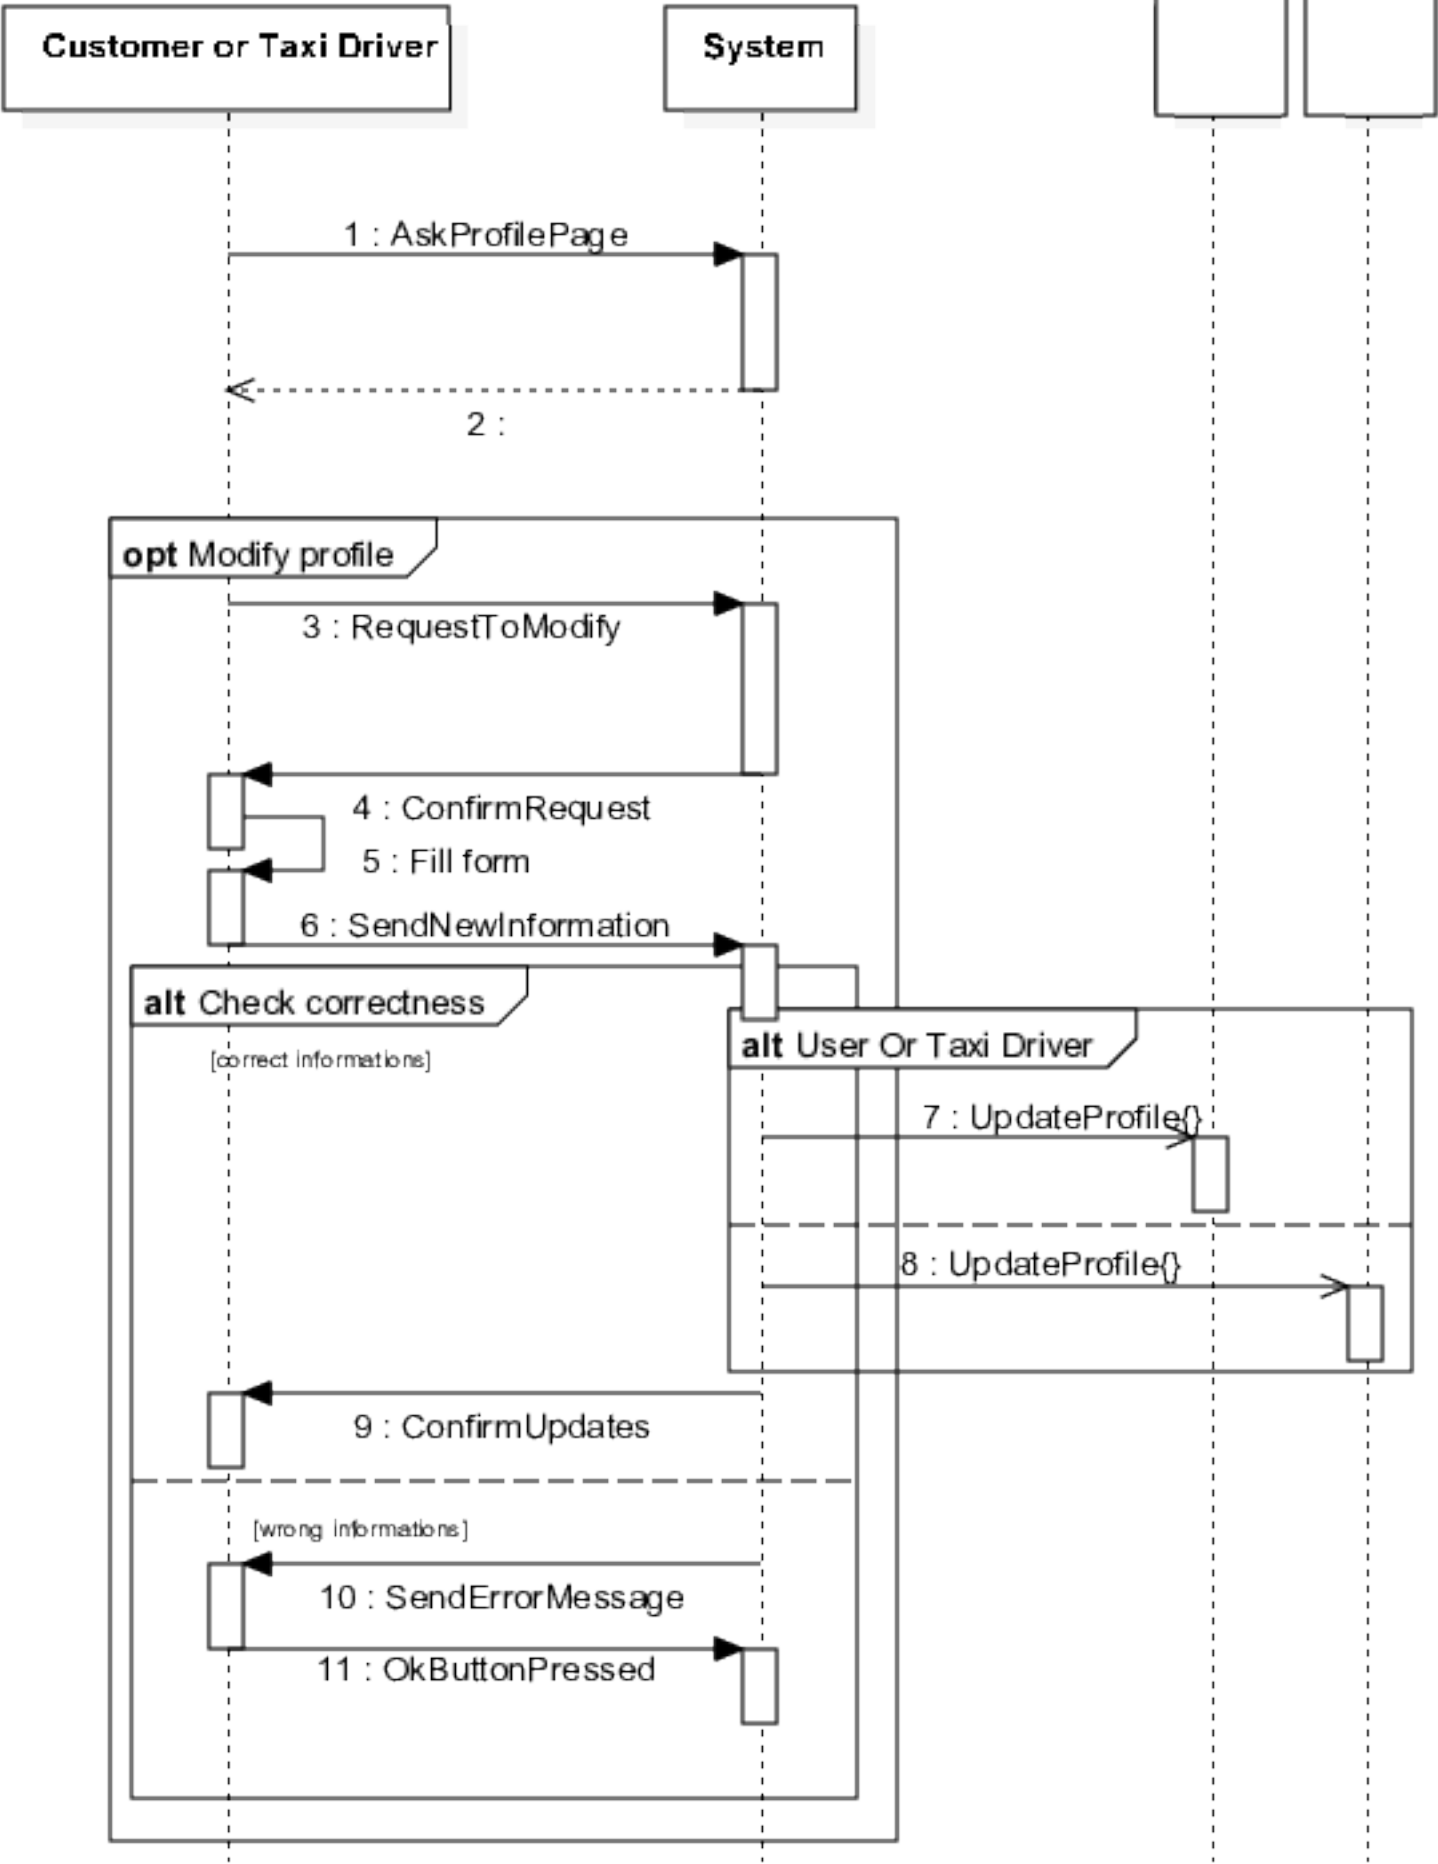 Customer or Taxi Driver
System
1 : AskProfilePage
2 :
opt Modify profile
3 : RequestToModify
4 : ConfirmRequest
5 : Fill form
6 : SendNewInformation
alt Check correctness
alt User Or Taxi Driver
[correct informations]
7 : UpdateProfile{}
8 : UpdateProfile{}
9 : ConfirmUpdates
[wrong informations]
10 : SendErrorMessage
11 : OkButtonPressed